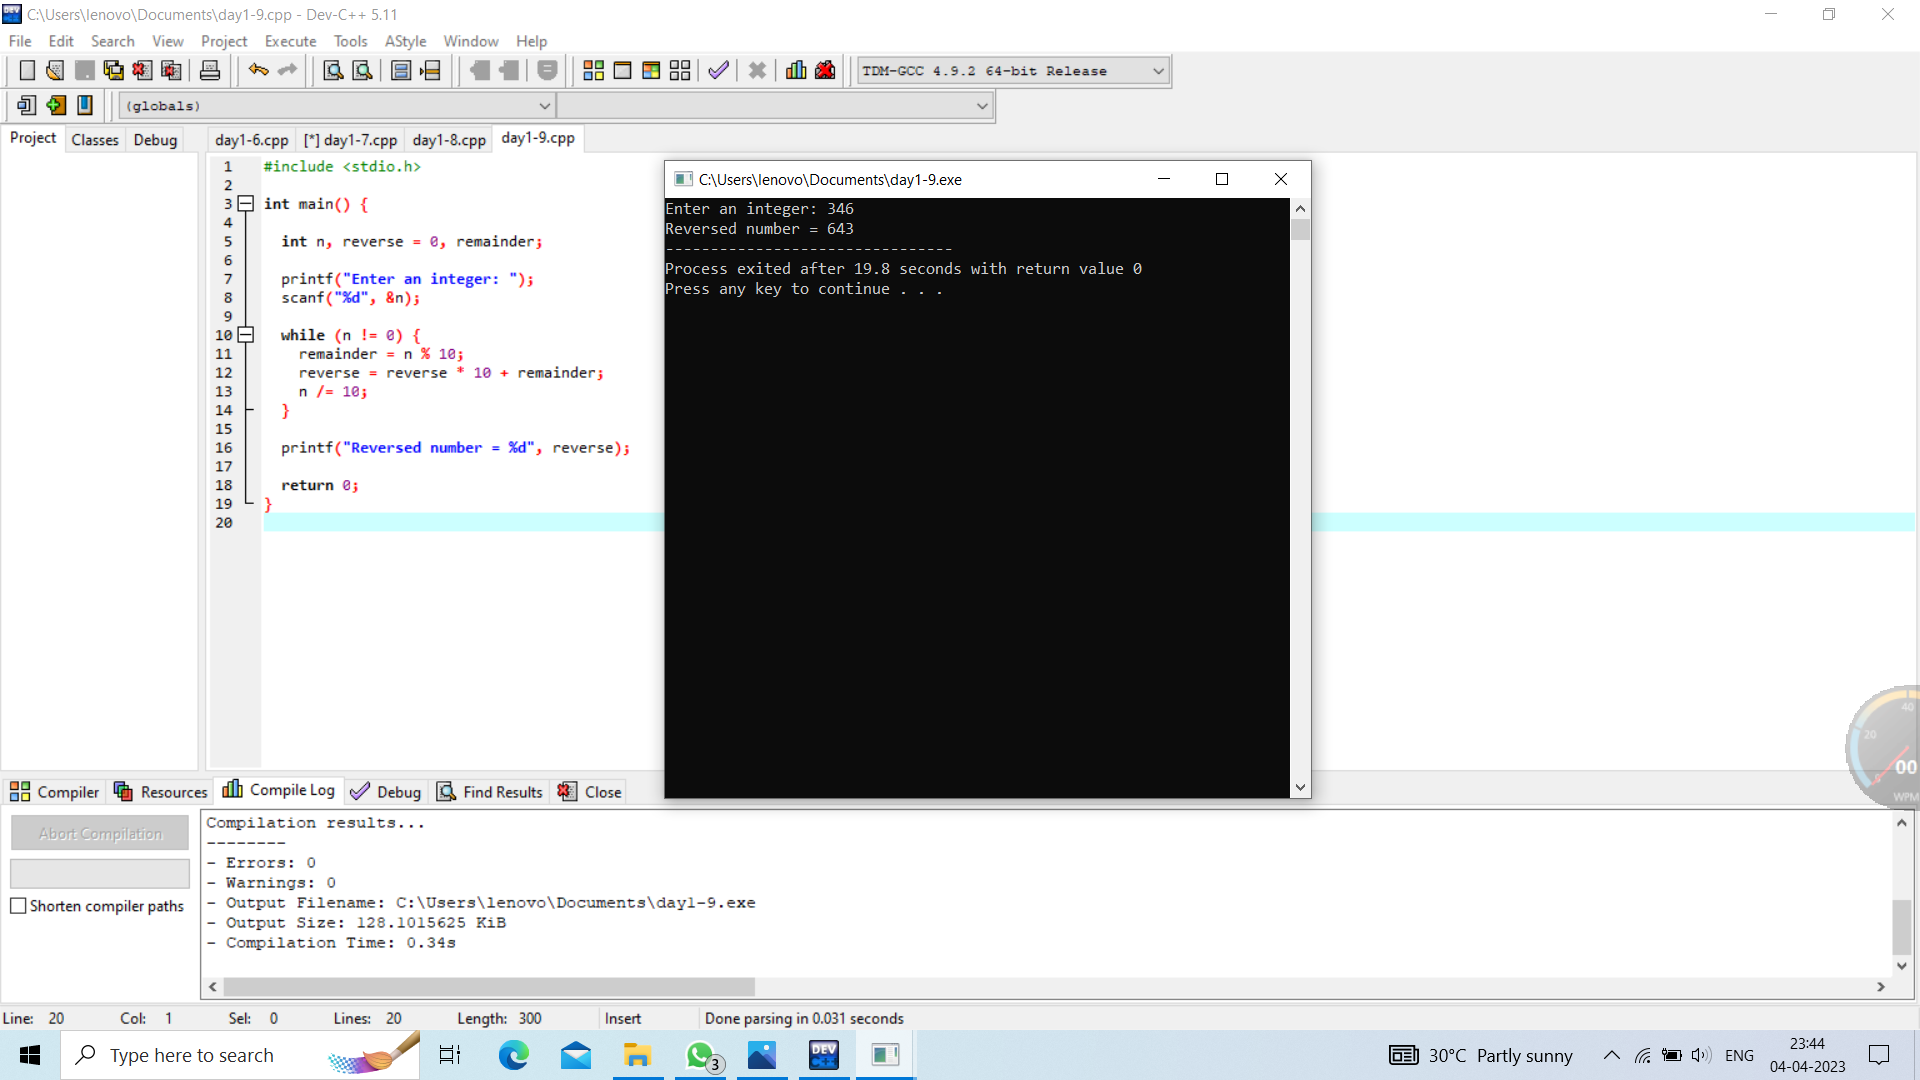 C:\Users\lenovo\Documents\day1-9.cpp - Dev-C++ 5.11
File Edit Search View Project Execute Tools AStyle Window Help
TDM-GCC 4.9.2 64-bit Release
(globals)
Project Classes Debug
day1-6.cpp [*] day1-7.cpp day1-8.cpp day1-9.cpp
1 #include <stdio.h>
2
3 int main() {
4
5 int n, reverse = 0, remainder;
6
7 printf("Enter an integer: ");
8 scanf("%d", &n);
9
10 while (n != 0) {
11 remainder = n % 10;
12 reverse = reverse * 10 + remainder;
13 n /= 10;
14 }
15
16 printf("Reversed number = %d", reverse);
17
18 return 0;
19 }
20
C:\Users\lenovo\Documents\day1-9.exe
Enter an integer: 346
Reversed number = 643
--------------------------------
Process exited after 19.8 seconds with return value 0
Press any key to continue . . .
40
20
0
00
WPM
Compiler Resources Compile Log Debug Find Results Close
Abort Compilation
Shorten compiler paths
Compilation results...
--------
- Errors: 0
- Warnings: 0
- Output Filename: C:\Users\lenovo\Documents\day1-9.exe
- Output Size: 128.1015625 KiB
- Compilation Time: 0.34s
Line: 20 Col: 1 Sel: 0 Lines: 20 Length: 300 Insert Done parsing in 0.031 seconds
Type here to search
3
DEV C++
30°C Partly sunny
ENG
23:44
04-04-2023